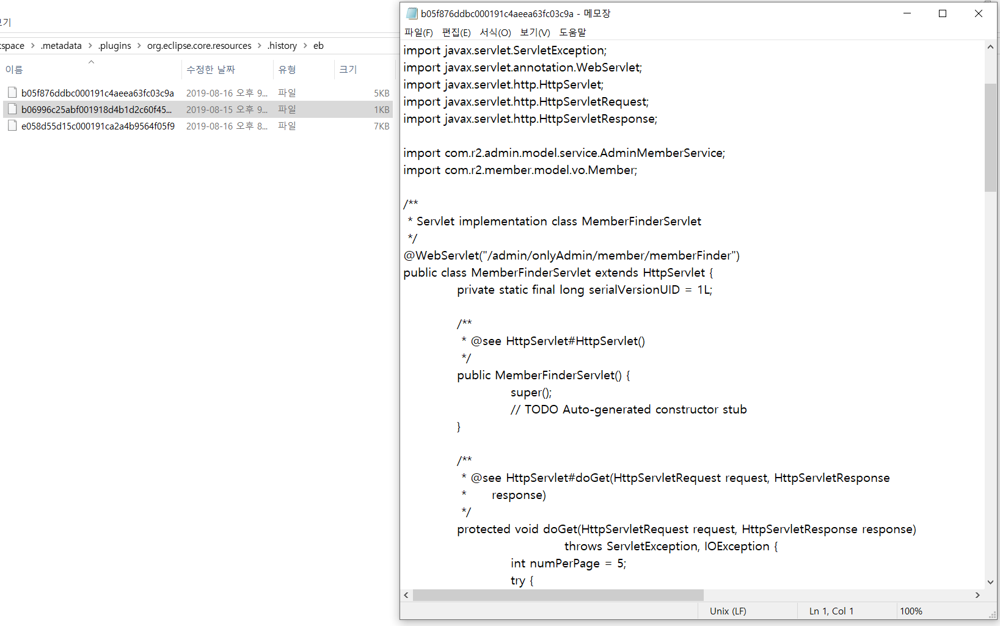 보기
kspace > .metadata > .plugins > org.eclipse.core.resources > .history > eb
이름 수정한 날짜 유형 크기
b05f876ddbc000191c4aeea63fc03c9a 2019-08-16 오후 9... 파일 5KB
b06996c25abf001918d4b1d2c60f45... 2019-08-15 오후 9... 파일 1KB
e058d55d15c000191ca2a4b9564f05f9 2019-08-16 오후 8... 파일 7KB
b05f876ddbc000191c4aeea63fc03c9a - 메모장
파일(F) 편집(E) 서식(O) 보기(V) 도움말
import javax.servlet.ServletException;
import javax.servlet.annotation.WebServlet;
import javax.servlet.http.HttpServlet;
import javax.servlet.http.HttpServletRequest;
import javax.servlet.http.HttpServletResponse;
import com.r2.admin.model.service.AdminMemberService;
import com.r2.member.model.vo.Member;
/**
* Servlet implementation class MemberFinderServlet
*/
@WebServlet("/admin/onlyAdmin/member/memberFinder")
public class MemberFinderServlet extends HttpServlet {
private static final long serialVersionUID = 1L;
/**
* @see HttpServlet#HttpServlet()
*/
public MemberFinderServlet() {
super();
// TODO Auto-generated constructor stub
}
/**
* @see HttpServlet#doGet(HttpServletRequest request, HttpServletResponse
* response)
*/
protected void doGet(HttpServletRequest request, HttpServletResponse response)
throws ServletException, IOException {
int numPerPage = 5;
try {
Unix (LF) Ln 1, Col 1 100%